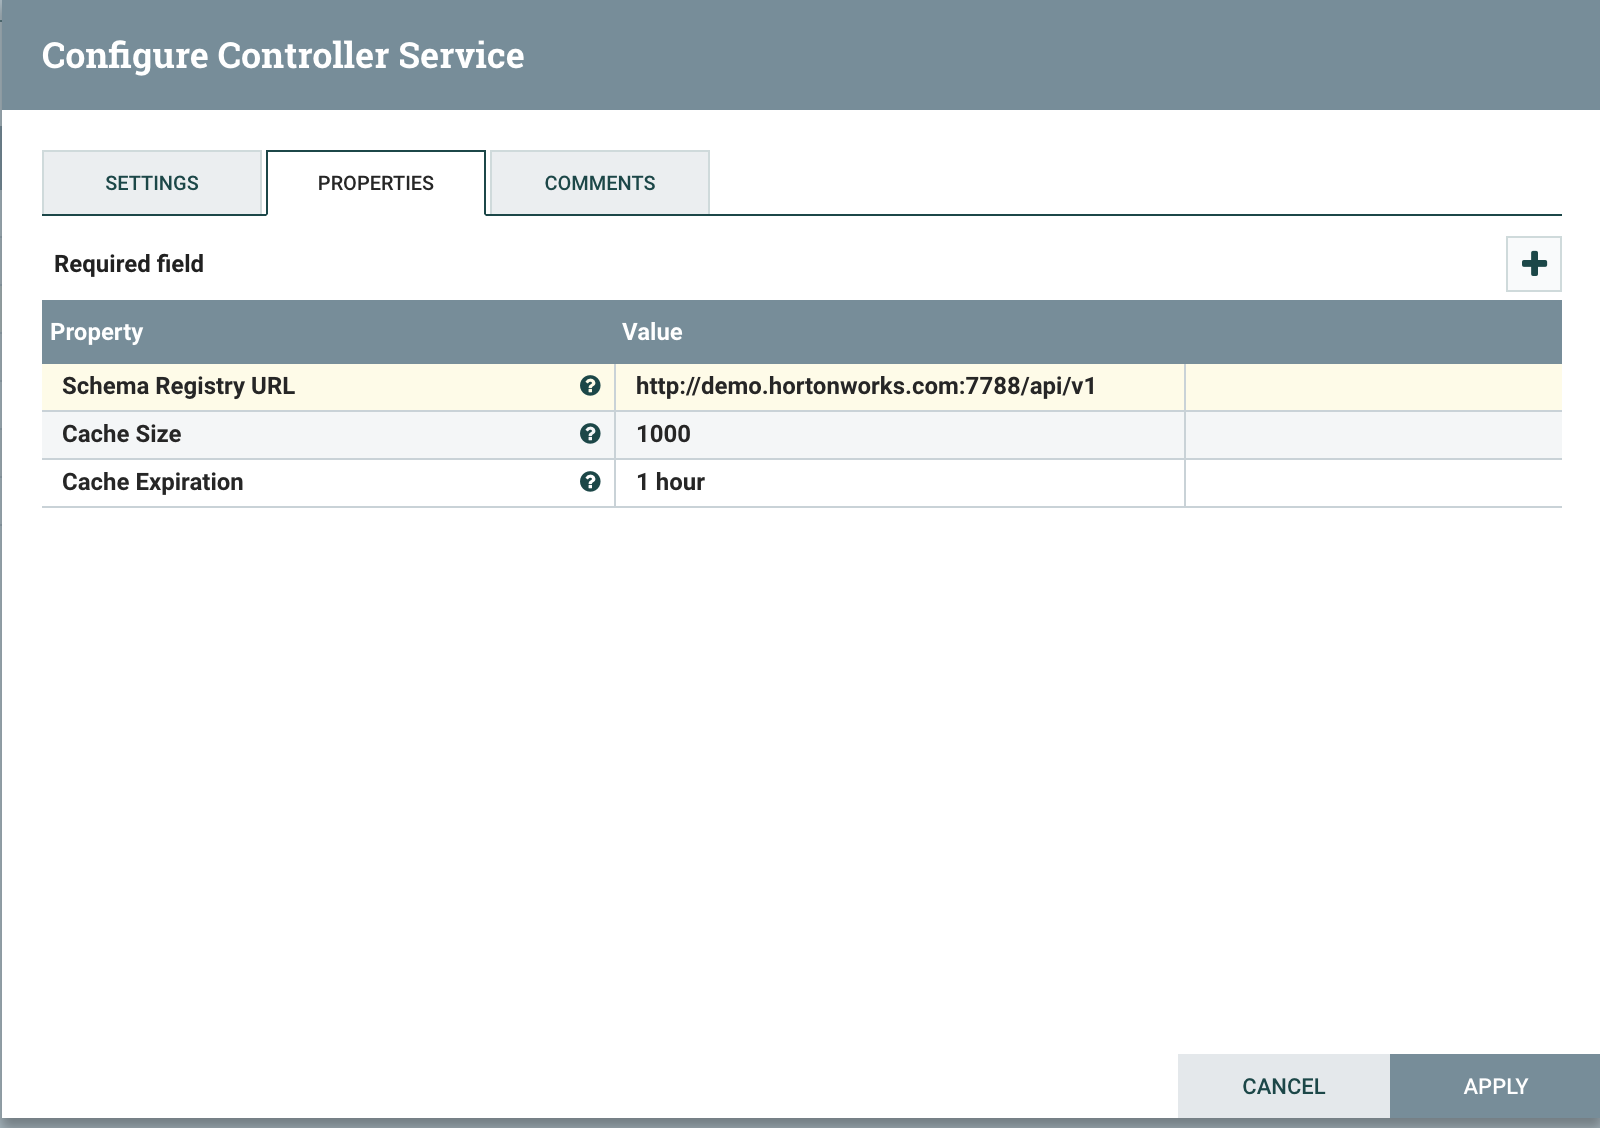 Configure Controller Service
SETTINGS PROPERTIES COMMENTS
Required field
Property Value
Schema Registry URL http://demo.hortonworks.com:7788/api/v1
Cache Size 1000
Cache Expiration 1 hour
CANCEL APPLY